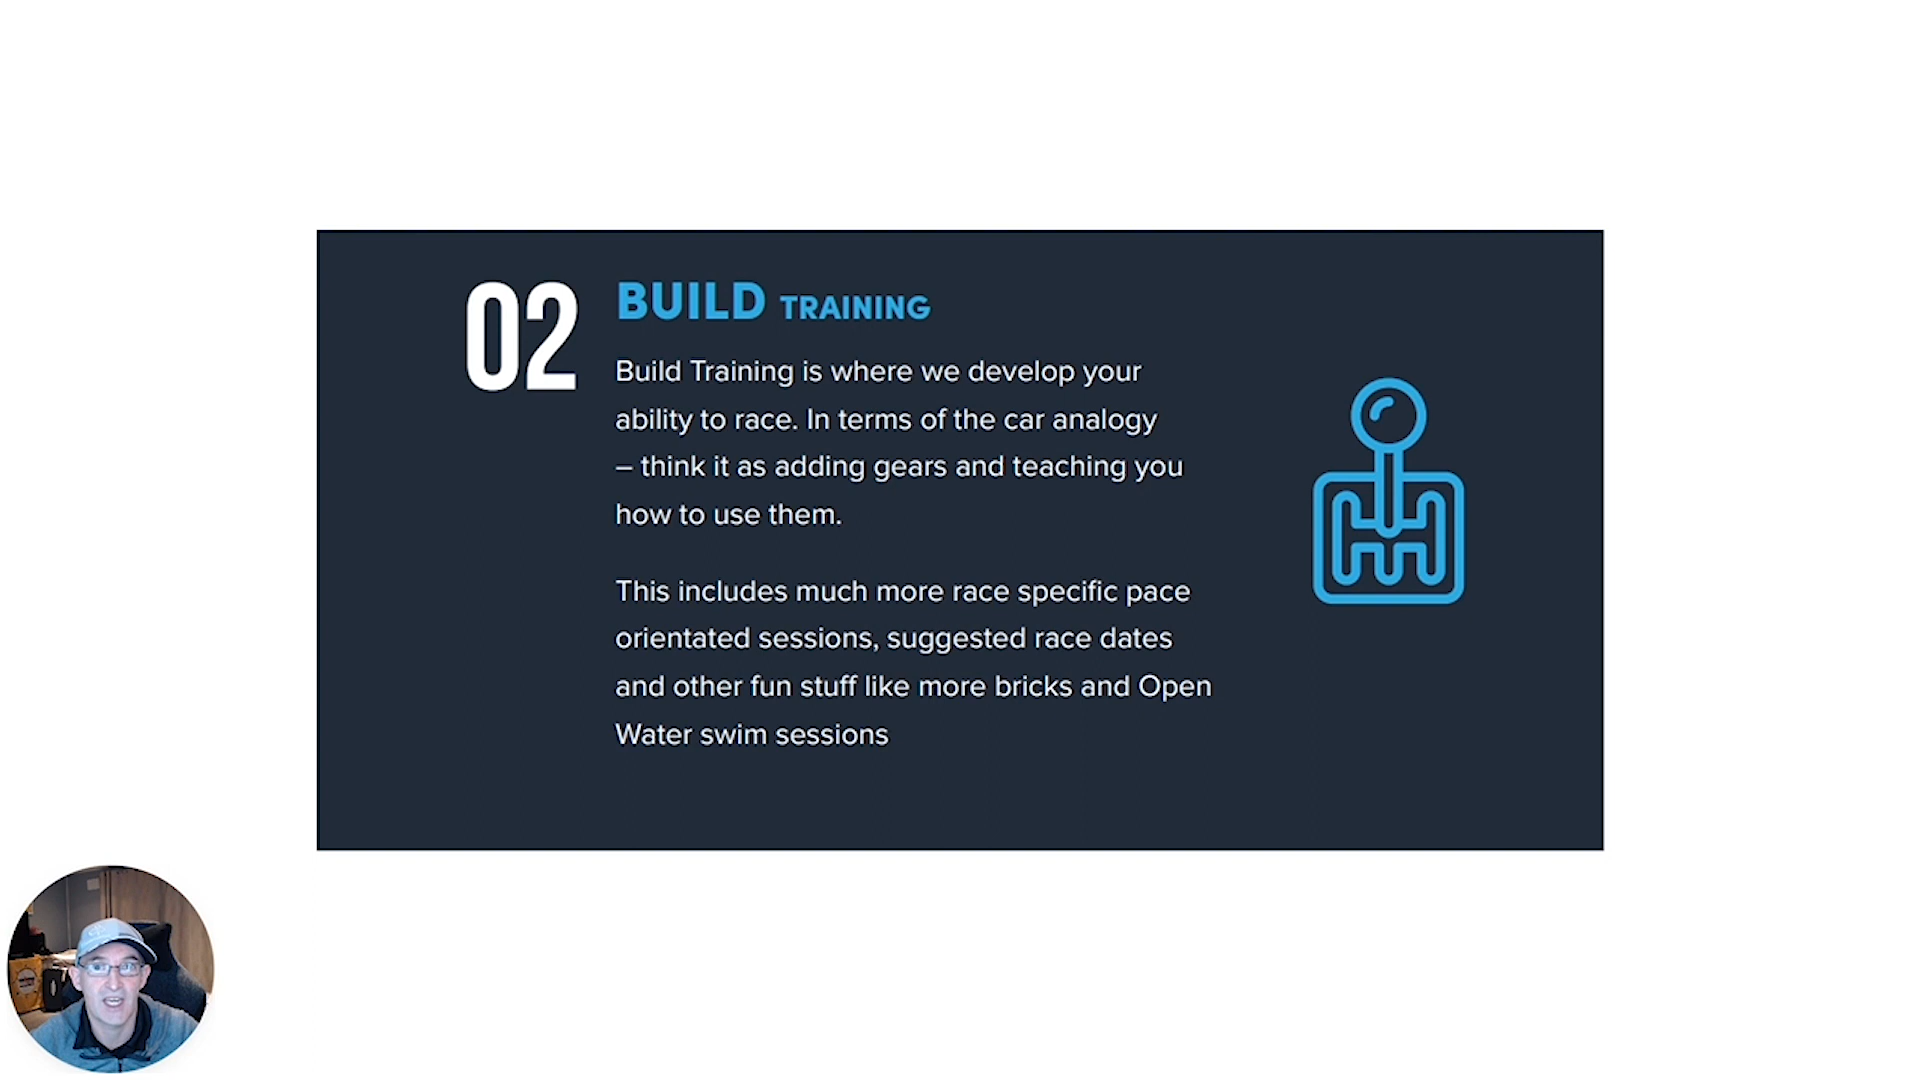 02
BUILD TRAINING
Build Training is where we develop your
ability to race. In terms of the car analogy
– think it as adding gears and teaching you
how to use them.
This includes much more race specific pace
orientated sessions, suggested race dates
and other fun stuff like more bricks and Open
Water swim sessions